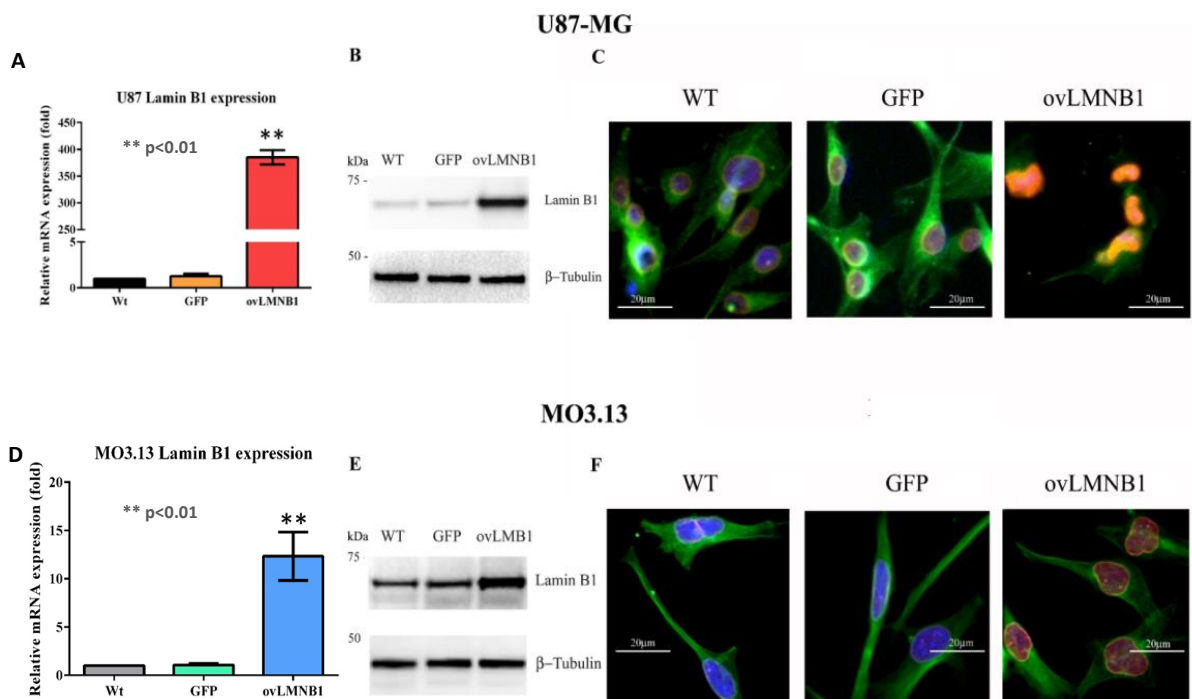 U87-MG
A
B
C
U87 Lamin B1 expression
Relative mRNA expression (fold)
450
400
350
300
250
5
0
** p<0.01
**
Wt GFP ovLMNB1
kDa WT GFP ovLMNB1
75 -
Lamin B1
50 -
β–Tubulin
WT GFP ovLMNB1
20μm 20μm 20μm
MO3.13
D
E
F
MO3.13 Lamin B1 expression
Relative mRNA expression (fold)
20
15
10
5
0
** p<0.01
**
Wt GFP ovLMNB1
kDa WT GFP ovLMB1
75
Lamin B1
50
β–Tubulin
WT GFP ovLMNB1
20μm 20μm 20μm